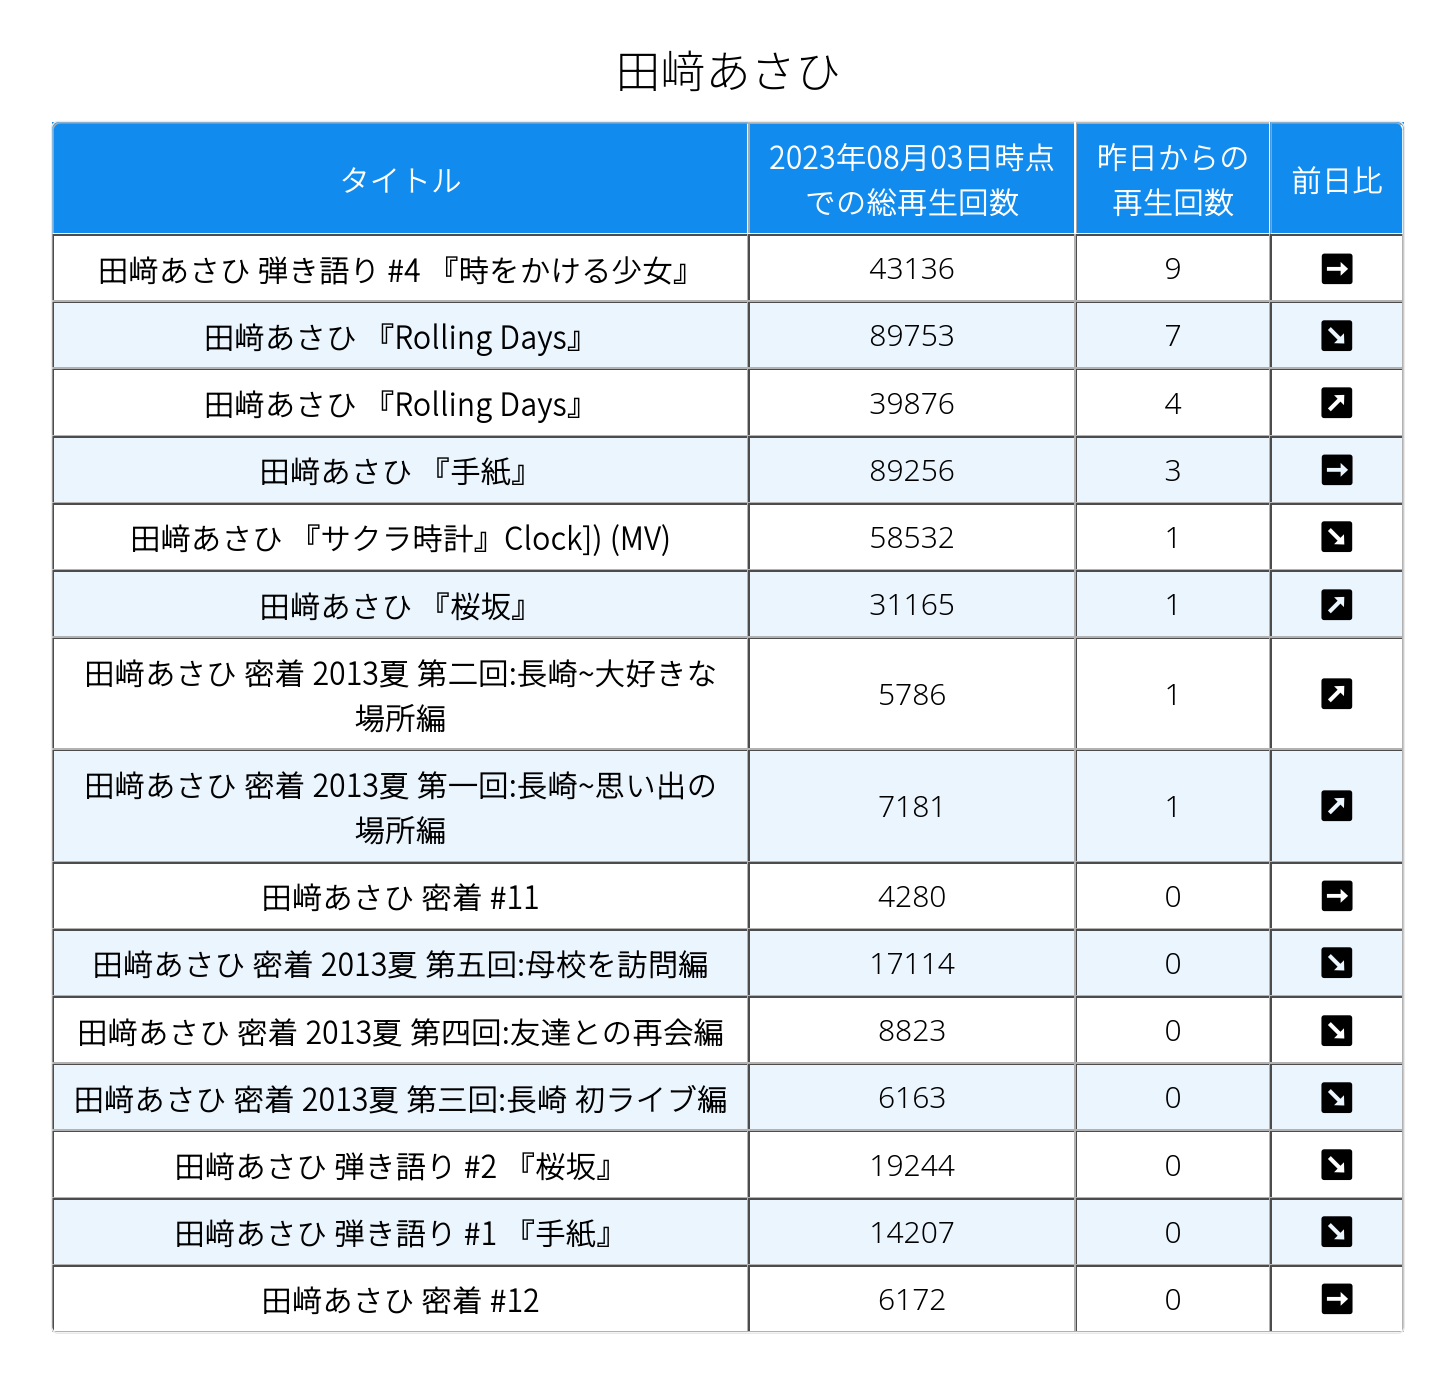 田﨑あさひ
タイトル
2023年08月03日時点
での総再生回数
昨日からの
再生回数
前日比
田﨑あさひ 弾き語り #4 『時をかける少女』 43136 9 ➡
田﨑あさひ 『Rolling Days』 89753 7 ↘
田﨑あさひ 『Rolling Days』 39876 4 ↗
田﨑あさひ 『手紙』 89256 3 ➡
田﨑あさひ 『サクラ時計』Clock]) (MV) 58532 1 ↘
田﨑あさひ 『桜坂』 31165 1 ↗
田﨑あさひ 密着 2013夏 第二回:長崎~大好きな
場所編 5786 1 ↗
田﨑あさひ 密着 2013夏 第一回:長崎~思い出の
場所編 7181 1 ↗
田﨑あさひ 密着 #11 4280 0 ➡
田﨑あさひ 密着 2013夏 第五回:母校を訪問編 17114 0 ↘
田﨑あさひ 密着 2013夏 第四回:友達との再会編 8823 0 ↘
田﨑あさひ 密着 2013夏 第三回:長崎 初ライブ編 6163 0 ↘
田﨑あさひ 弾き語り #2 『桜坂』 19244 0 ↘
田﨑あさひ 弾き語り #1 『手紙』 14207 0 ↘
田﨑あさひ 密着 #12 6172 0 ➡